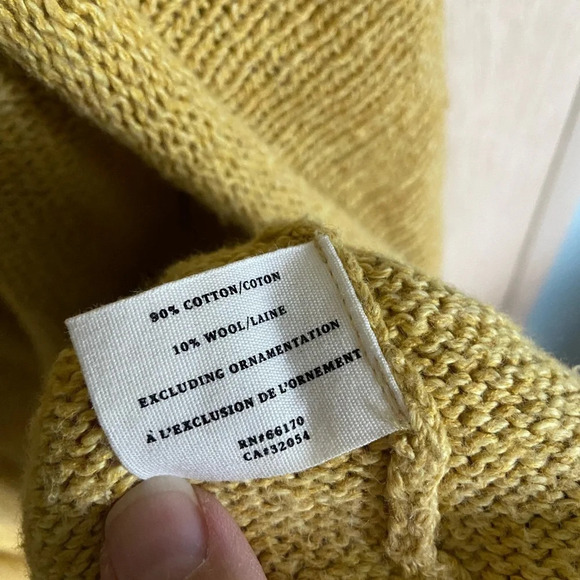 90% COTTON/COTON
10% WOOL/LAINE
EXCLUDING ORNAMENTATION
À L'EXCLUSION DE L'ORNEMENT
RN#66170
CA#32054